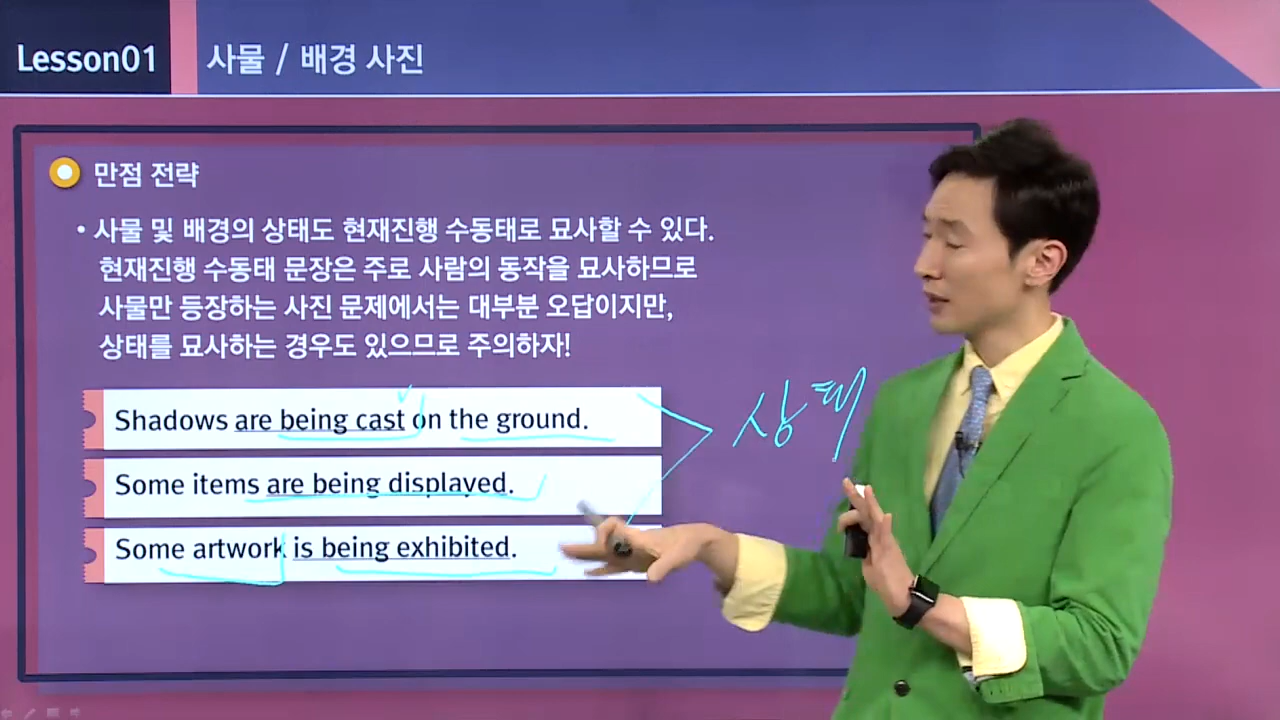 Lesson01
사물 / 배경 사진
만점 전략
• 사물 및 배경의 상태도 현재진행 수동태로 묘사할 수 있다.
현재진행 수동태 문장은 주로 사람의 동작을 묘사하므로
사물만 등장하는 사진 문제에서는 대부분 오답이지만,
상태를 묘사하는 경우도 있으므로 주의하자!
Shadows are being cast on the ground.
상태
Some items are being displayed.
Some artwork is being exhibited.